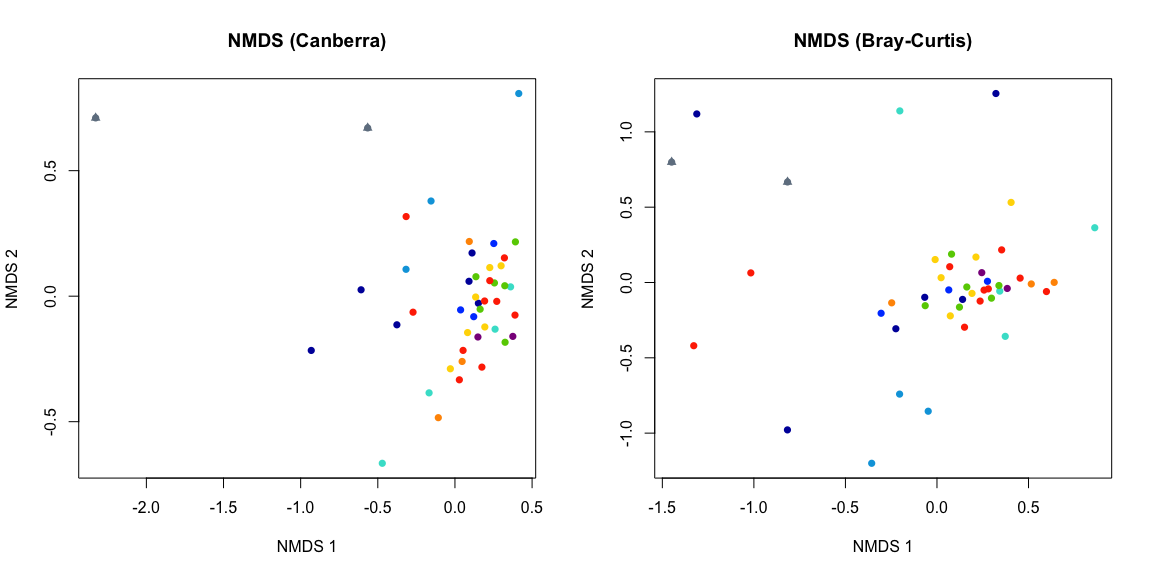 NMDS (Canberra)
NMDS 2
0.5
0.0
-0.5
-2.0 -1.5 -1.0 -0.5 0.0 0.5
NMDS 1
NMDS (Bray-Curtis)
NMDS 2
1.0
0.5
0.0
-0.5
-1.0
-1.5 -1.0 -0.5 0.0 0.5
NMDS 1